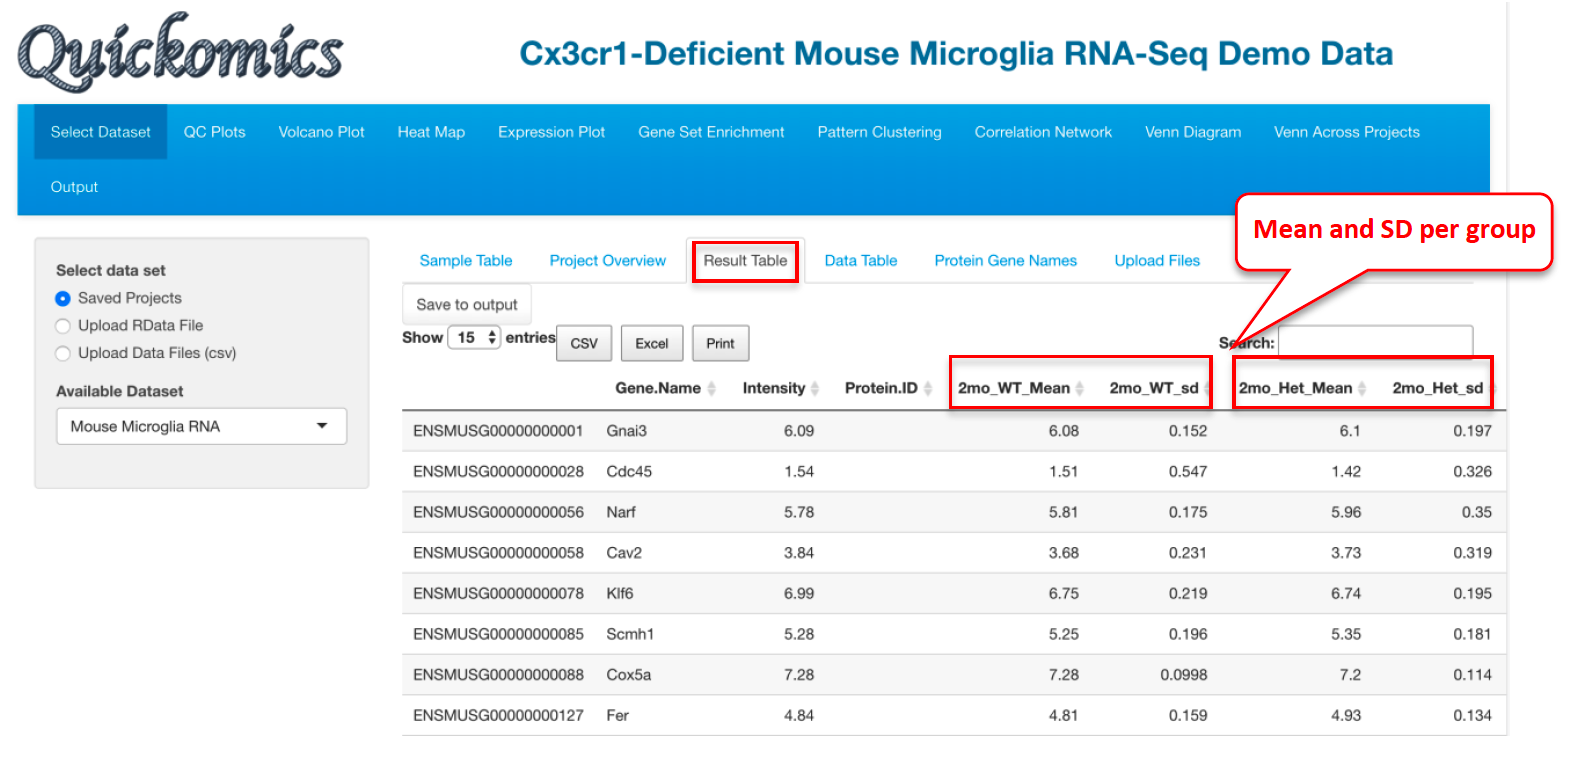 Quickomics
Cx3cr1-Deficient Mouse Microglia RNA-Seq Demo Data
Select Dataset QC Plots Volcano Plot Heat Map Expression Plot Gene Set Enrichment Pattern Clustering Correlation Network Venn Diagram Venn Across Projects
Output
Mean and SD per group
Select data set
Saved Projects
Upload RData File
Upload Data Files (csv)
Available Dataset
Mouse Microglia RNA
Sample Table Project Overview Result Table Data Table Protein Gene Names Upload Files
Save to output
Show 15 entries CSV Excel Print Search:
Gene.Name Intensity Protein.ID 2mo_WT_Mean 2mo_WT_sd 2mo_Het_Mean 2mo_Het_sd
ENSMUSG00000000001 Gnai3 6.09 6.08 0.152 6.1 0.197
ENSMUSG00000000028 Cdc45 1.54 1.51 0.547 1.42 0.326
ENSMUSG00000000056 Narf 5.78 5.81 0.175 5.96 0.35
ENSMUSG00000000058 Cav2 3.84 3.68 0.231 3.73 0.319
ENSMUSG00000000078 Klf6 6.99 6.75 0.219 6.74 0.195
ENSMUSG00000000085 Scmh1 5.28 5.25 0.196 5.35 0.181
ENSMUSG00000000088 Cox5a 7.28 7.28 0.0998 7.2 0.114
ENSMUSG00000000127 Fer 4.84 4.81 0.159 4.93 0.134